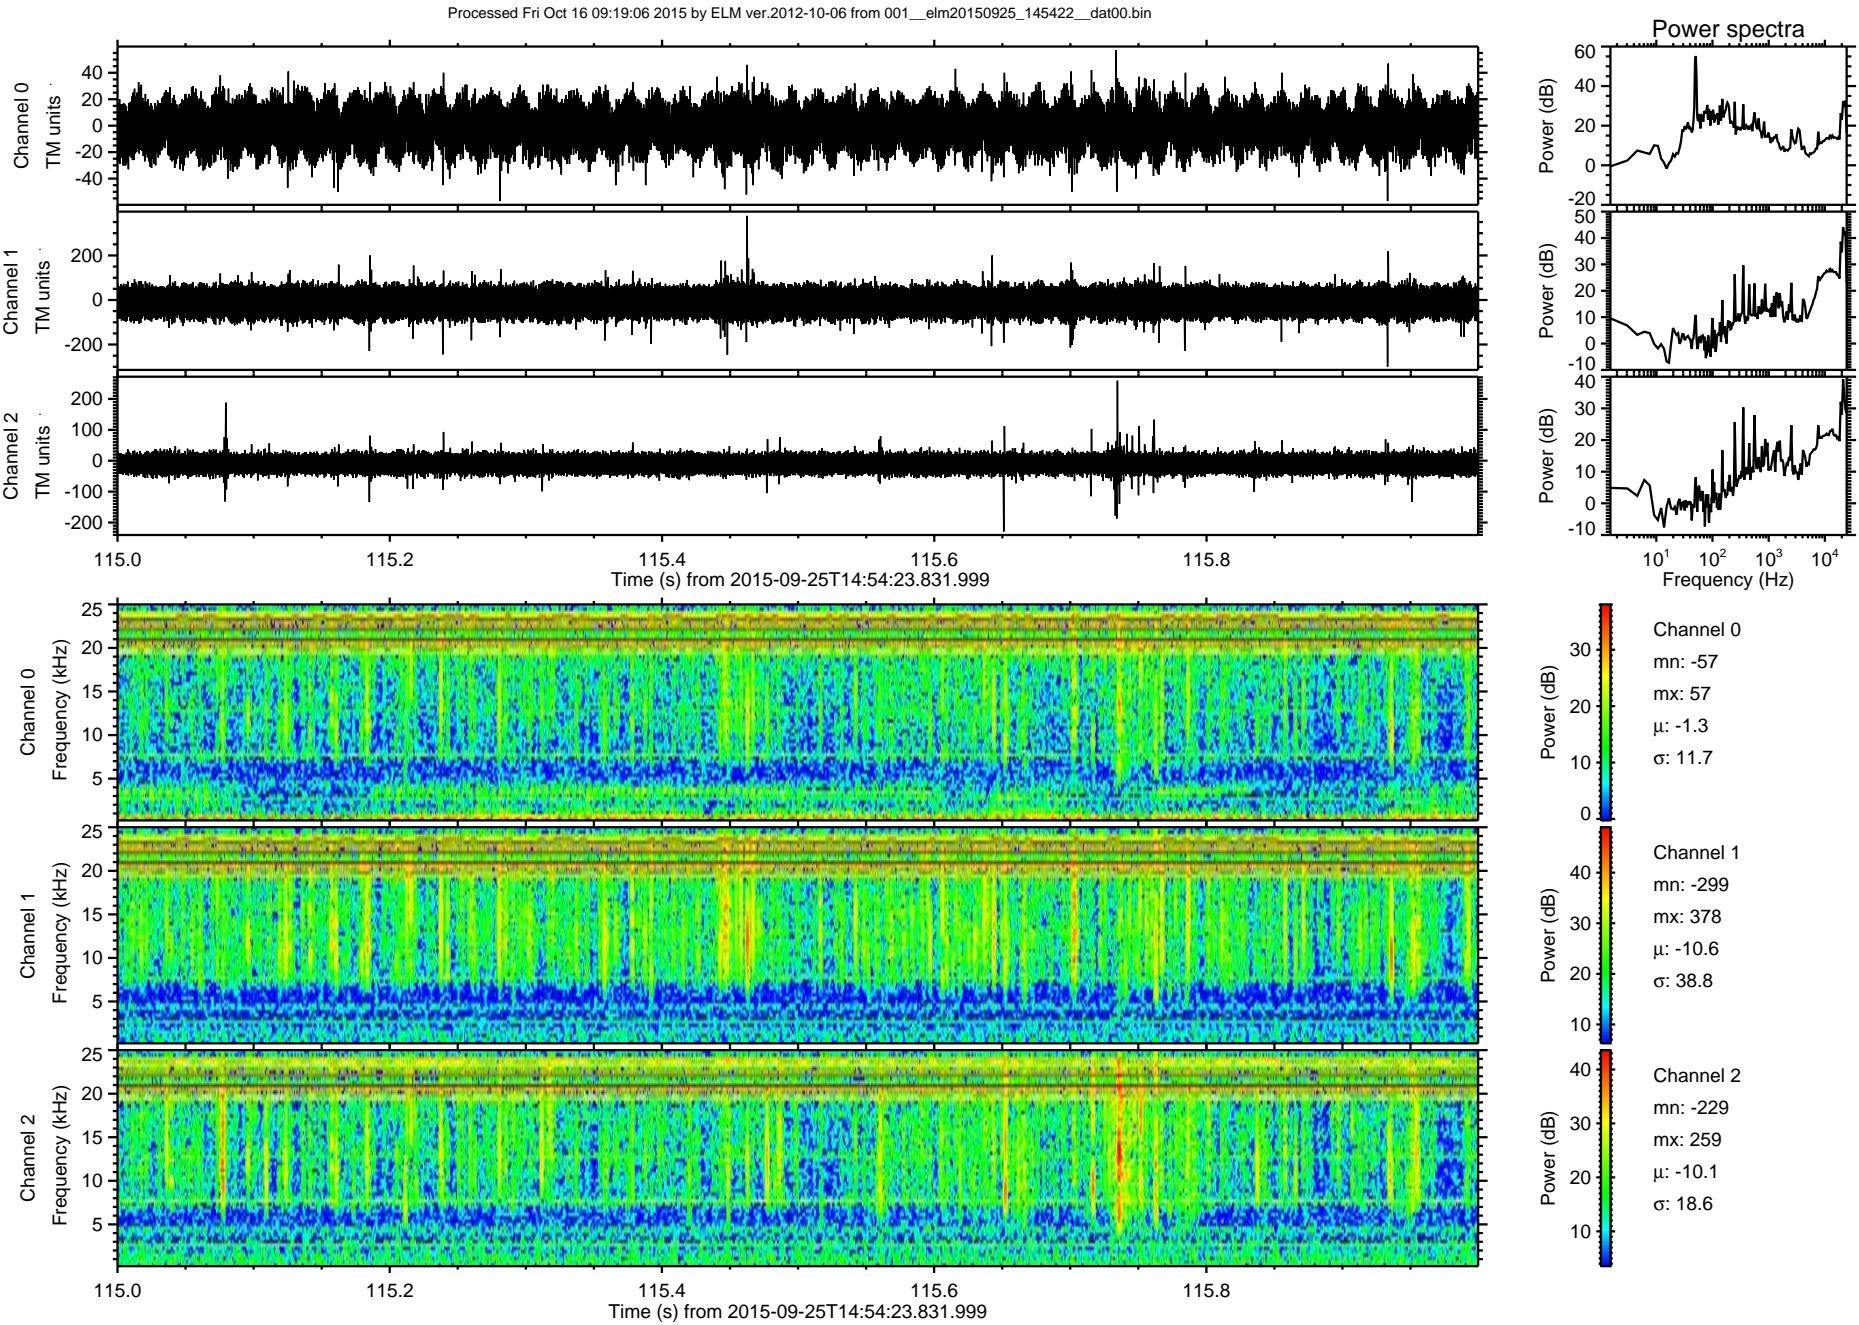 Processed Fri Oct 16 09:19:06 2015 by ELM ver.2012-10-06 from 001__elm20150925_145422__dat00.bin
Power spectra
Channel 0
TM units
40
20
0
-20
-40
Power (dB)
60
40
20
0
-20
Channel 1
TM units
200
0
-200
Power (dB)
50
40
30
20
10
0
-10
Channel 2
TM units
200
100
0
-100
-200
Power (dB)
40
30
20
10
0
-10
115.0 115.2 115.4 115.6 115.8
Time (s) from 2015-09-25T14:54:23.831.999
10¹ 10² 10³ 10⁴
Frequency (Hz)
Channel 0
Frequency (kHz)
25
20
15
10
5
Power (dB)
30
20
10
0
Channel 0
mn: -57
mx: 57
μ: -1.3
σ: 11.7
Channel 1
Frequency (kHz)
25
20
15
10
5
Power (dB)
40
30
20
10
Channel 1
mn: -299
mx: 378
μ: -10.6
σ: 38.8
Channel 2
Frequency (kHz)
25
20
15
10
5
Power (dB)
40
30
20
10
Channel 2
mn: -229
mx: 259
μ: -10.1
σ: 18.6
115.0 115.2 115.4 115.6 115.8
Time (s) from 2015-09-25T14:54:23.831.999